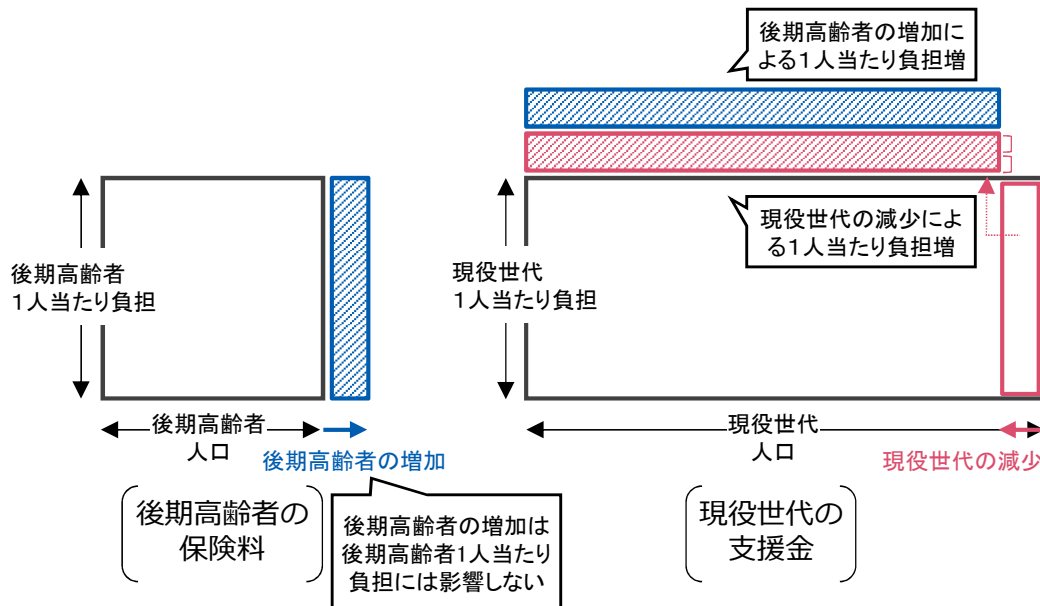 後期高齢者の増加に
よる1人当たり負担増
現役世代の減少によ
る1人当たり負担増
後期高齢者
1人当たり負担
現役世代
1人当たり負担
後期高齢者
人口
後期高齢者の増加
現役世代
人口
現役世代の減少
後期高齢者の
保険料
後期高齢者の増加は
後期高齢者1人当たり
負担には影響しない
現役世代の
支援金